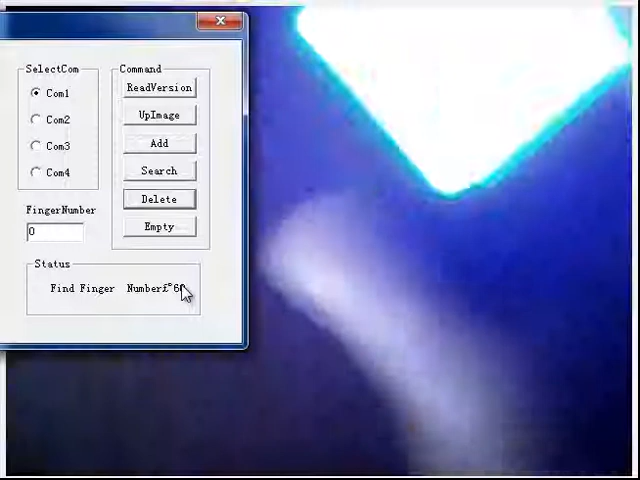 SelectCom
Com1
Com2
Com3
Com4
Command
ReadVersion
UpImage
Add
Search
Delete
Empty
FingerNumber
0
Status
Find Finger Number£º